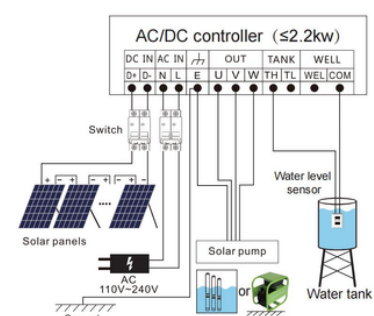 AC/DC controller (≤2.2kw)
DC IN AC IN OUT TANK WELL
D+ D- N L E U V W TH TL WEL COM
Switch
+ - + - + -
Water level
sensor
Solar panels
Solar pump
AC
110V~240V
Water tank